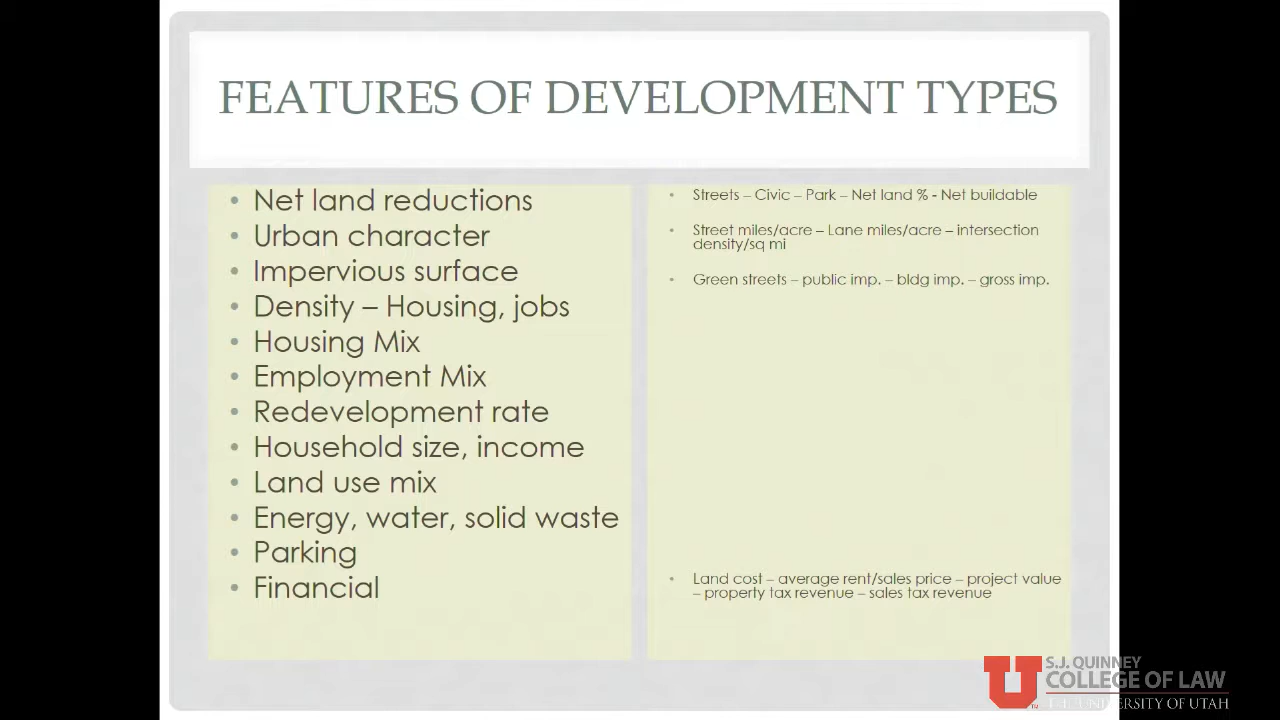 FEATURES OF DEVELOPMENT TYPES
• Net land reductions
• Urban character
• Impervious surface
• Density – Housing, jobs
• Housing Mix
• Employment Mix
• Redevelopment rate
• Household size, income
• Land use mix
• Energy, water, solid waste
• Parking
• Financial
• Streets – Civic – Park – Net land % - Net buildable
• Street miles/acre – Lane miles/acre – intersection
density/sq mi
• Green streets – public imp. – bldg imp. – gross imp.
• Land cost – average rent/sales price – project value
– property tax revenue – sales tax revenue
S.J. QUINNEY
COLLEGE OF LAW
UNIVERSITY OF UTAH